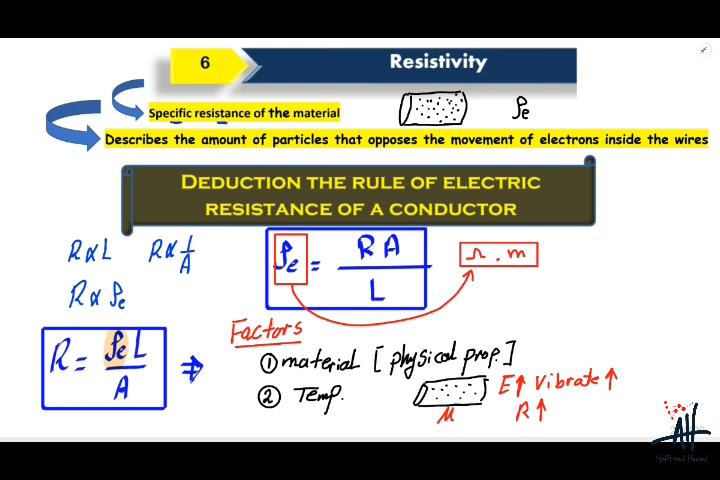 6
Resistivity
Specific resistance of the material
ρe
Describes the amount of particles that opposes the movement of electrons inside the wires
DEDUCTION THE RULE OF ELECTRIC
RESISTANCE OF A CONDUCTOR
R ∝ L R ∝ 1/A
R ∝ ρe
ρe = R A / L
Ω . m
R = ρe L / A ⇒
Factors
① material [physical prop.]
② Temp.
E↑ Vibrate ↑
R ↑
AH